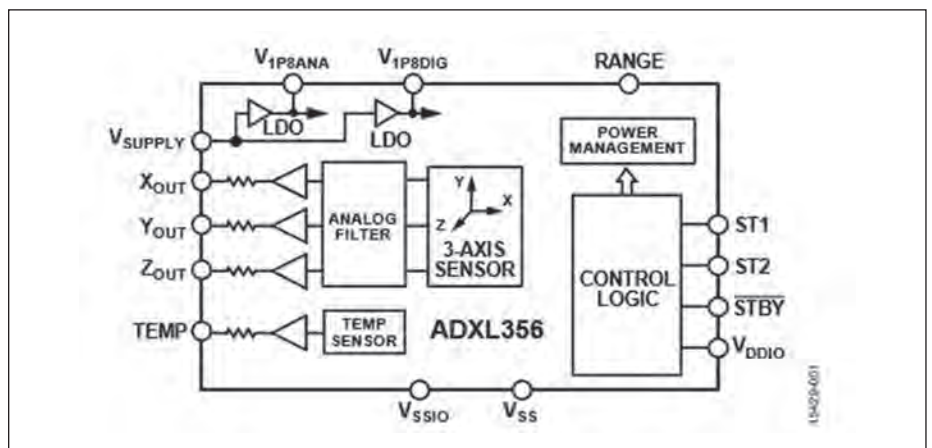 V1P8ANA
V1P8DIG
RANGE
LDO
LDO
VSUPPLY
POWER
MANAGEMENT
XOUT
YOUT
ZOUT
ANALOG
FILTER
Y
X
Z
3-AXIS
SENSOR
CONTROL
LOGIC
ST1
ST2
STBY
VDDIO
TEMP
TEMP
SENSOR
ADXL356
VSSIO
VSS
15429-001